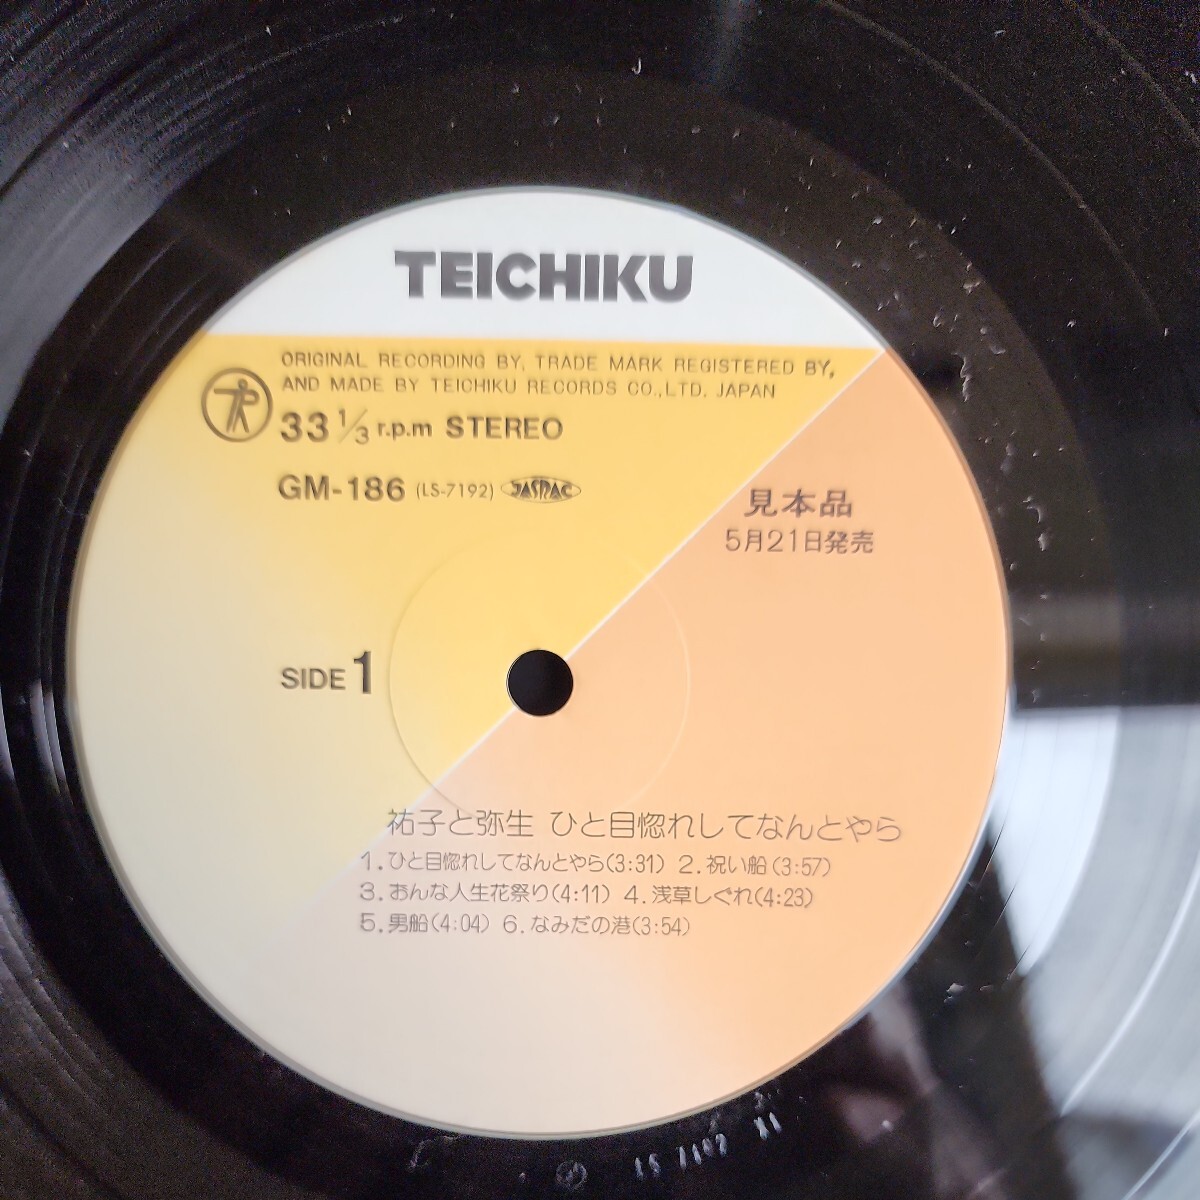 TEICHIKU
ORIGINAL RECORDING BY, TRADE MARK REGISTERED BY,
AND MADE BY TEICHIKU RECORDS CO.,LTD. JAPAN
33 1/3 r.p.m STEREO
GM-186 (LS-7192) JASRAC
見本品
5月21日発売
SIDE 1
祐子と弥生 ひと目惚れしてなんとやら
1.ひと目惚れしてなんとやら(3:31) 2.祝い船(3:57)
3.おんな人生花祭り(4:11) 4.浅草しぐれ(4:23)
5.男船(4:04) 6.なみだの港(3:54)